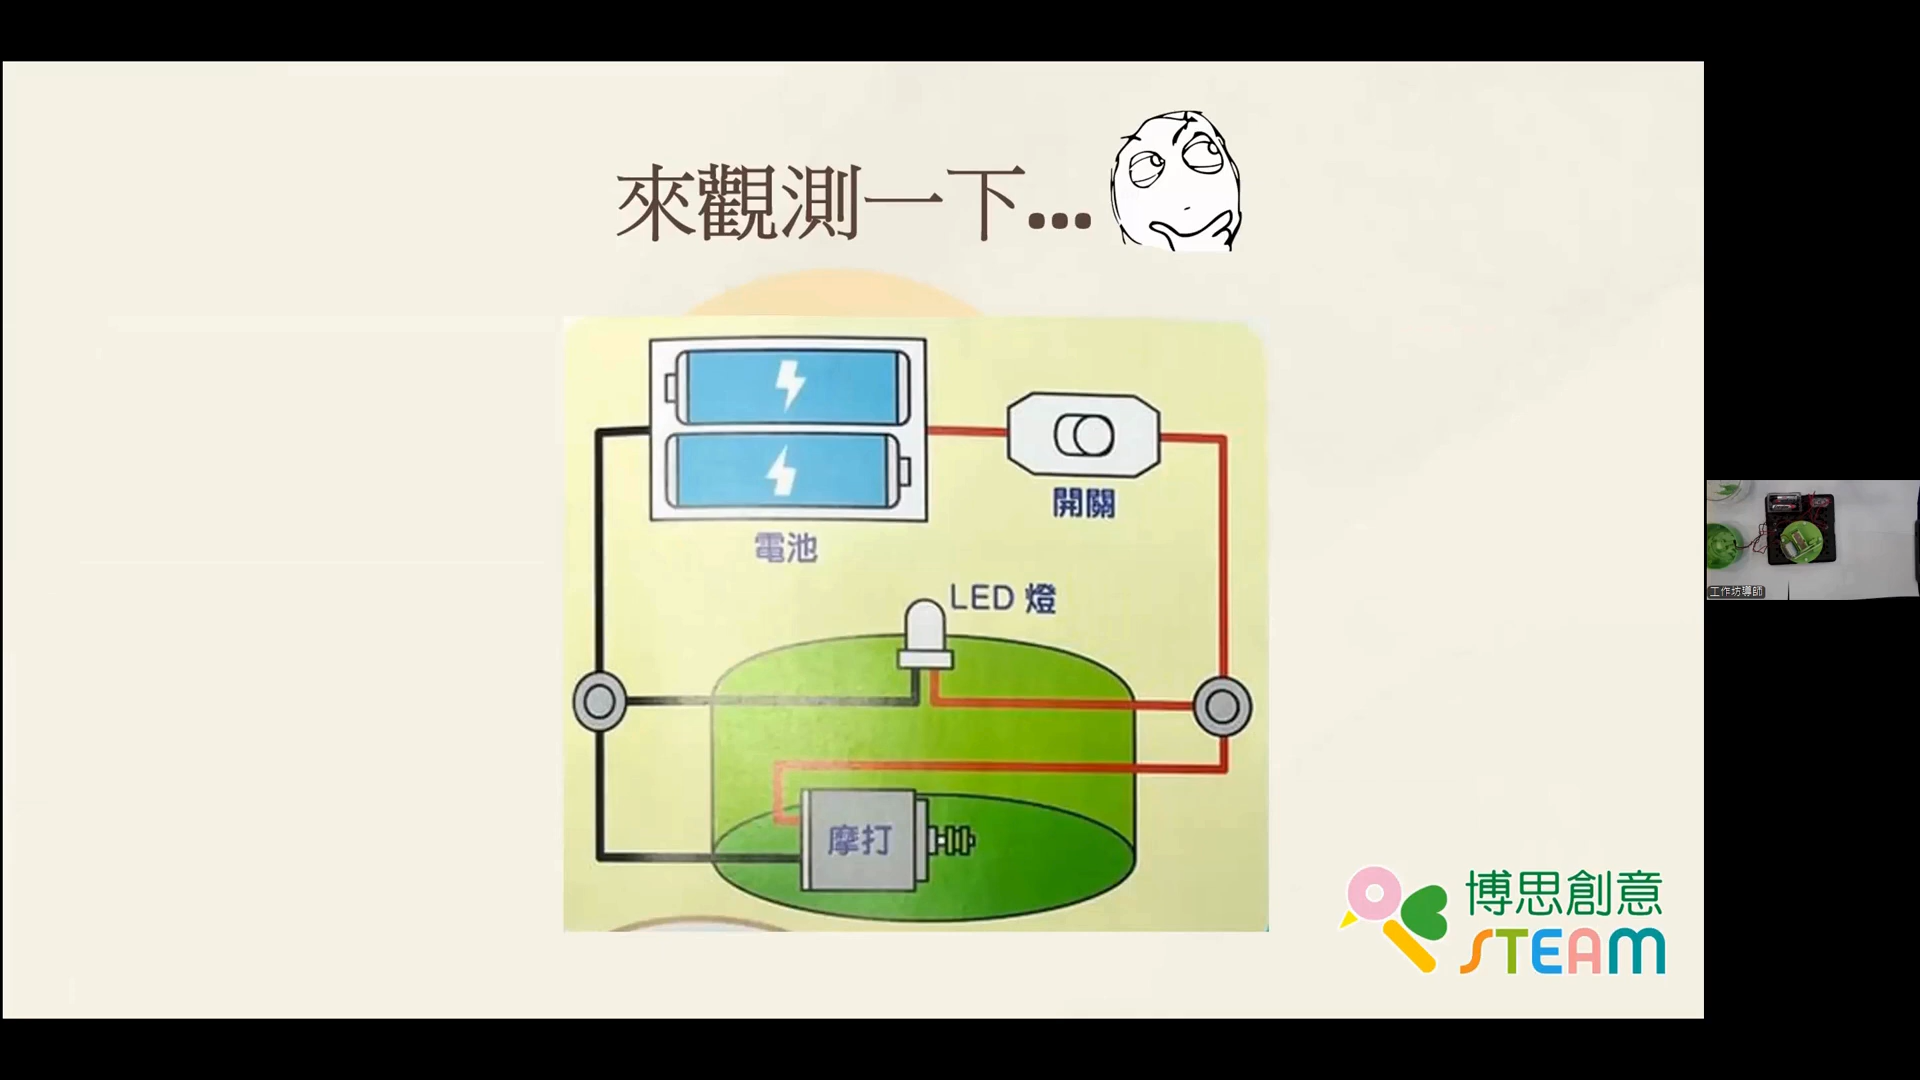 來觀測一下...
開關
電池
LED 燈
摩打
博思創意
STEAM
工作坊導師